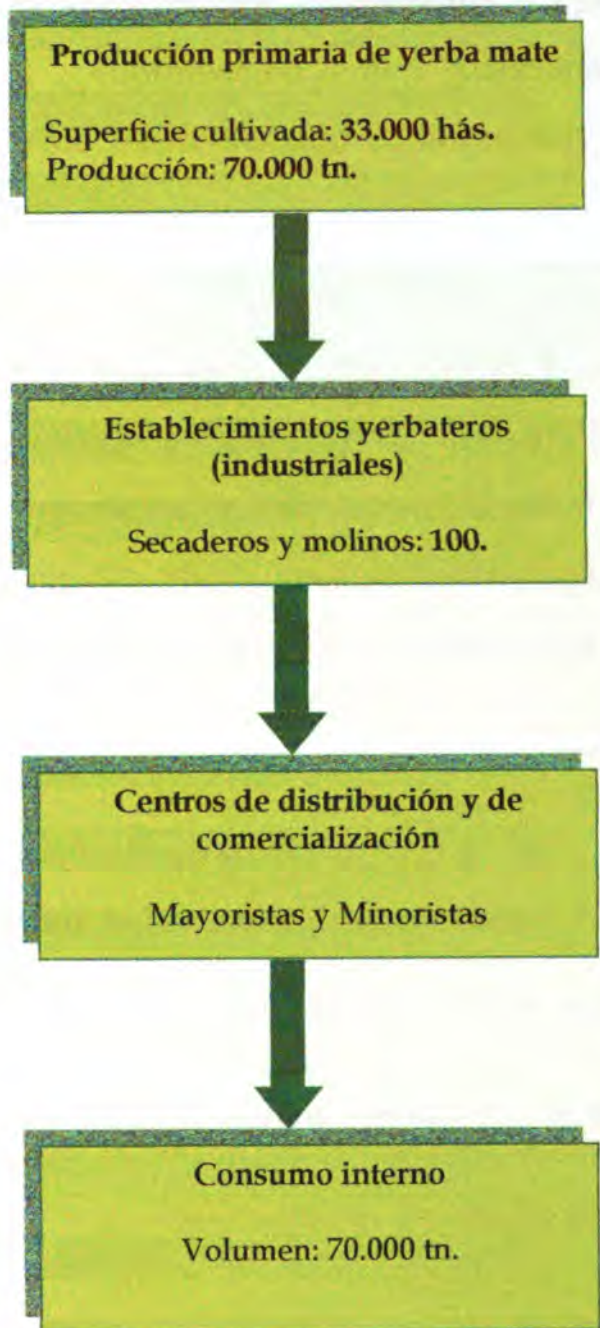 Producción primaria de yerba mate
Superficie cultivada: 33.000 hás.
Producción: 70.000 tn.
Establecimientos yerbateros
(industriales)
Secaderos y molinos: 100.
Centros de distribución y de
comercialización
Mayoristas y Minoristas
Consumo interno
Volumen: 70.000 tn.